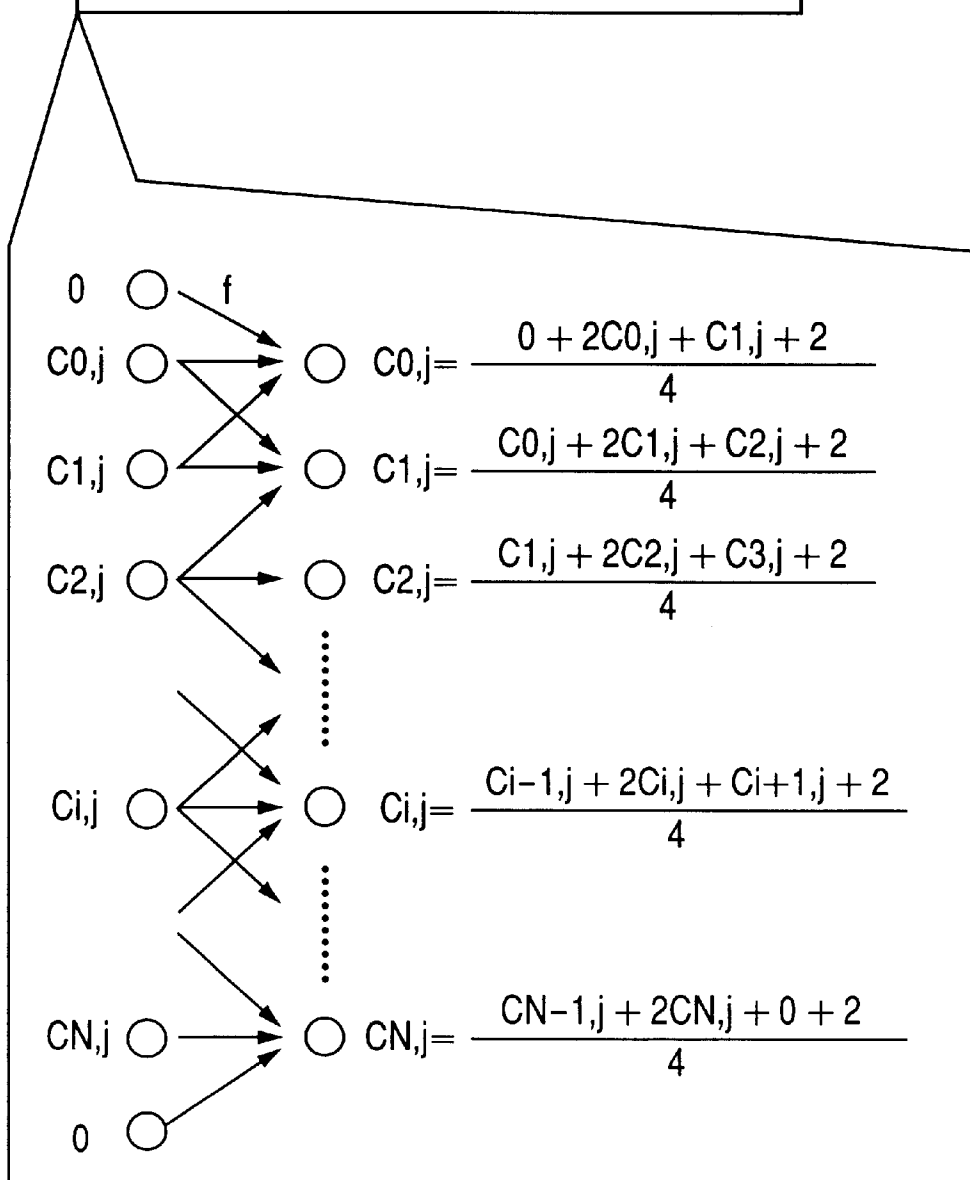 0 f
C0,j C0,j= 0 + 2C0,j + C1,j + 2
4
C1,j C1,j= C0,j + 2C1,j + C2,j + 2
4
C2,j C2,j= C1,j + 2C2,j + C3,j + 2
4
Ci,j Ci,j= Ci−1,j + 2Ci,j + Ci+1,j + 2
4
CN,j CN,j= CN−1,j + 2CN,j + 0 + 2
4
0